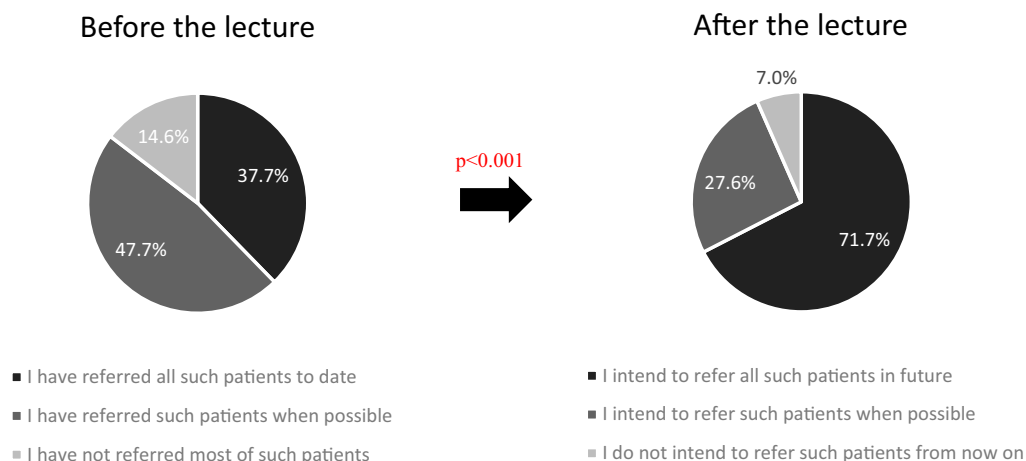 Before the lecture
After the lecture
7.0%
14.6%
37.7%
47.7%
p<0.001
27.6%
71.7%
I have referred all such patients to date
I have referred such patients when possible
I have not referred most of such patients
I intend to refer all such patients in future
I intend to refer such patients when possible
I do not intend to refer such patients from now on